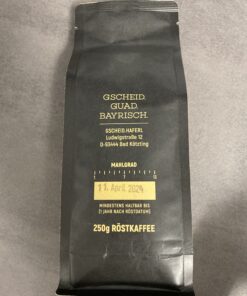 GSCHEID.
GUAD.
BAYRISCH.
GSCHEID.HAFERL
Ludwigstraße 12
D-93444 Bad Kötzting
MAHLGRAD
11. April 2024
MINDESTENS HALTBAR BIS
(1 JAHR NACH RÖSTDATUM)
250g RÖSTKAFFEE